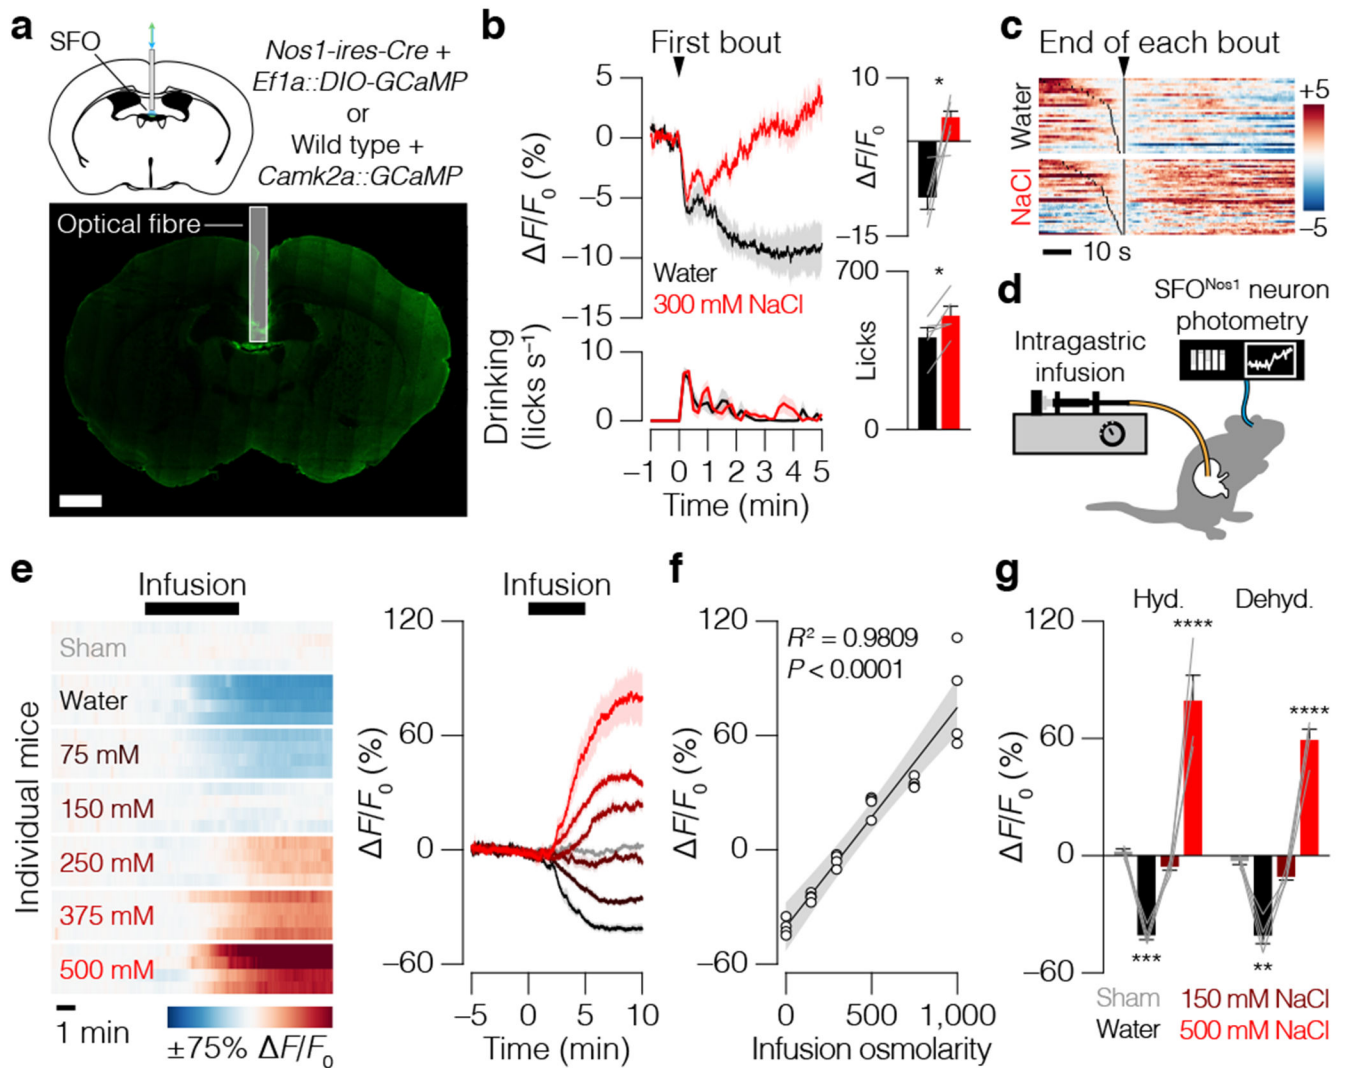 a
SFO
Nos1-ires-Cre +
Ef1a::DIO-GCaMP
or
Wild type +
Camk2a::GCaMP
Optical fibre
b
First bout
5
0
−5
−10
−15
ΔF/F0 (%)
Water
300 mM NaCl
10
0
Drinking
(licks s−1)
−1 0 1 2 3 4 5
Time (min)
10
−15
ΔF/F0
*
700
0
Licks
*
c
End of each bout
Water
NaCl
+5
−5
10 s
d
SFONos1 neuron
photometry
Intragastric
infusion
e
Infusion
Individual mice
Sham
Water
75 mM
150 mM
250 mM
375 mM
500 mM
1 min
±75% ΔF/F0
Infusion
120
60
0
−60
ΔF/F0 (%)
−5 0 5 10
Time (min)
f
R2 = 0.9809
P < 0.0001
120
60
0
−60
ΔF/F0 (%)
0 500 1,000
Infusion osmolarity
g
Hyd. Dehyd.
120
60
0
−60
ΔF/F0 (%)
****
****
***
**
Sham 150 mM NaCl
Water 500 mM NaCl